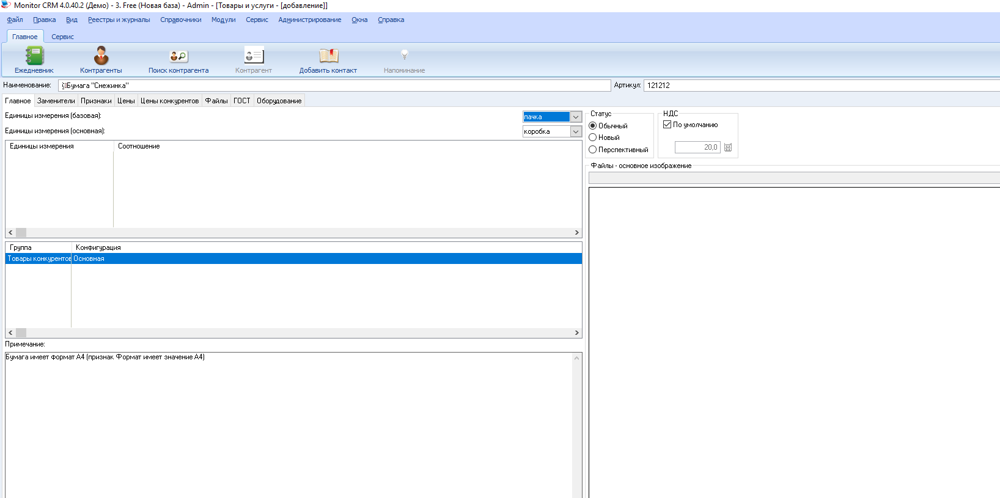 Monitor CRM 4.0.40.2 (Демо) - 3. Free (Новая база) - Admin - [Товары и услуги - [добавление]]
Файл Правка Вид Реестры и журналы Справочники Модули Сервис Администрирование Окна Справка
Главное Сервис
Ежедневник Контрагенты Поиск контрагента Контрагент Добавить контакт Напоминание
Наименование: Бумага "Снежинка" Артикул: 121212
Главное Заменители Признаки Цены Цены конкурентов Файлы ГОСТ Оборудование
Единицы измерения (базовая): пачка
Единицы измерения (основная): коробка
Единицы измерения Соотношение
Группа Конфигурация
Товары конкурентов Основная
Примечание:
Бумага имеет формат А4 (признак Формат имеет значение А4)
Статус
Обычный
Новый
Перспективный
НДС
По умолчанию
20,0
Файлы - основное изображение